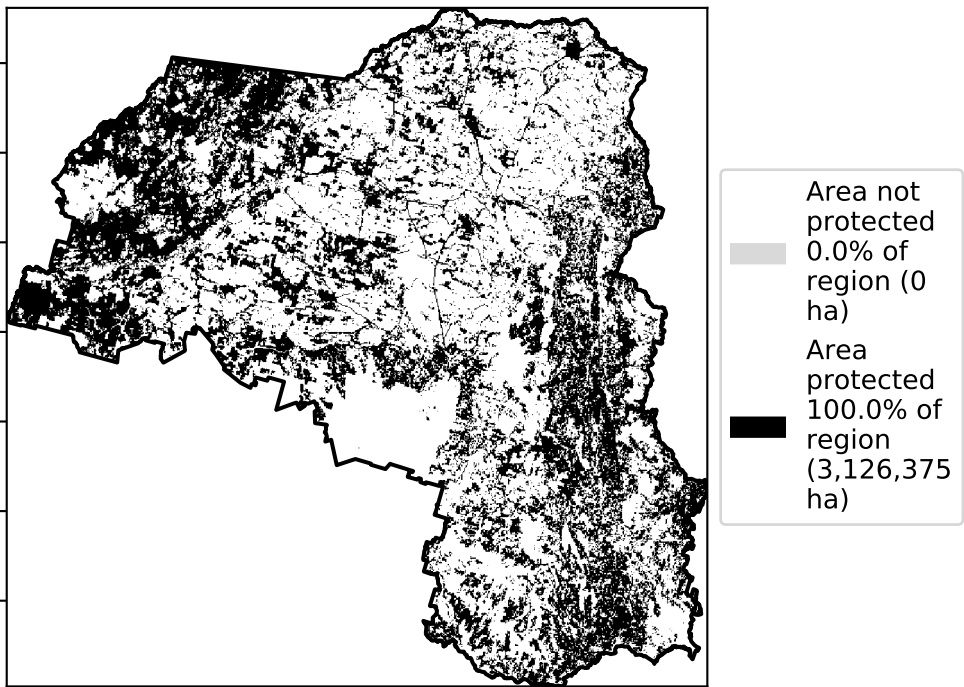 Area not
protected
0.0% of
region (0
ha)
Area
protected
100.0% of
region
(3,126,375
ha)